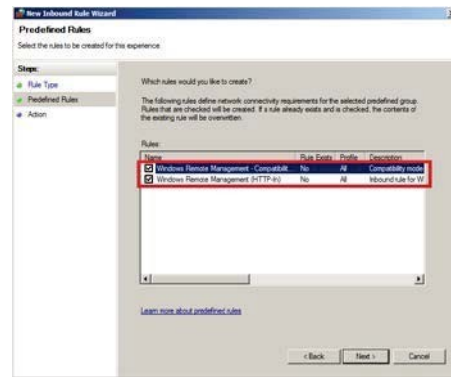 New Inbound Rule Wizard
Predefined Rules
Select the rules to be created for this experience.
Steps:
Rule Type
Predefined Rules
Action
Which rules would you like to create?
The following rules define network connectivity requirements for the selected predefined group.
Rules that are checked will be created. If a rule already exists and is checked, the contents of
the existing rule will be overwritten.
Rules:
Name Rule Exists Profile Description
Windows Remote Management - Compatibilit... No All Compatibility mode
Windows Remote Management (HTTP-In) No All Inbound rule for W
Learn more about predefined rules
< Back Next > Cancel